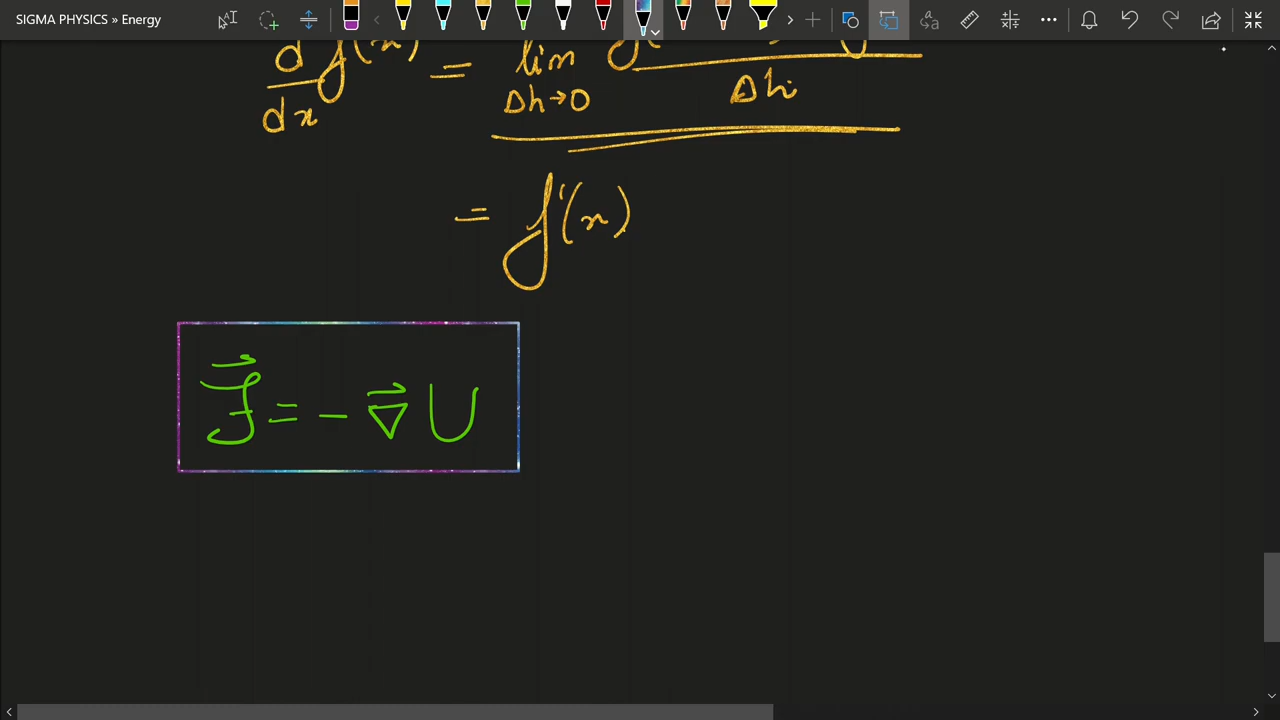 SIGMA PHYSICS » Energy
d/dx f(x) = lim Δh→0 / Δh
= f'(x)
F⃗ = - ∇⃗ U